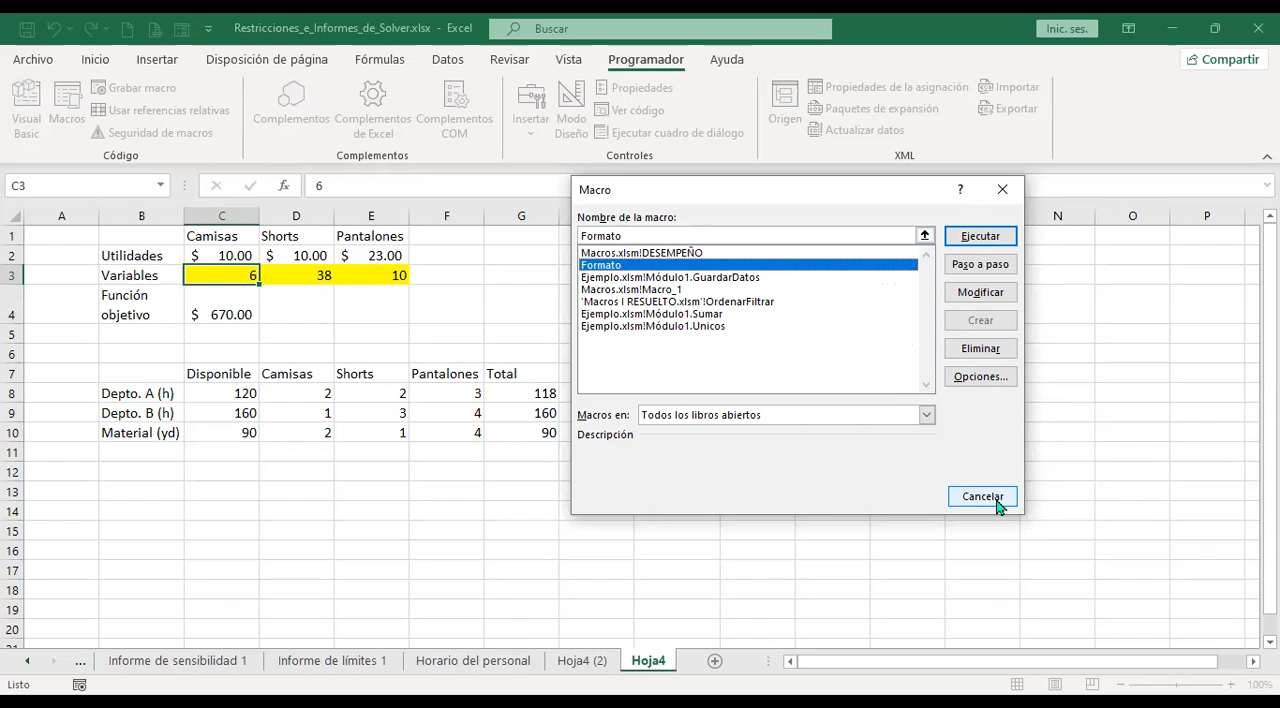 Restricciones_e_Informes_de_Solver.xlsx - Excel
Buscar
Inic. ses.
Archivo Inicio Insertar Disposición de página Fórmulas Datos Revisar Vista Programador Ayuda
Compartir
Visual Basic
Macros
Grabar macro
Usar referencias relativas
Seguridad de macros
Código
Complementos
Complementos de Excel
Complementos COM
Complementos
Insertar
Modo Diseño
Propiedades
Ver código
Ejecutar cuadro de diálogo
Controles
Origen
Propiedades de la asignación
Paquetes de expansión
Actualizar datos
Importar
Exportar
XML
C3
fx
6
A B C D E F G N O P
1 Camisas Shorts Pantalones
2 Utilidades $ 10.00 $ 10.00 $ 23.00
3 Variables 6 38 10
Función
4 objetivo $ 670.00
5
6
7 Disponible Camisas Shorts Pantalones Total
8 Depto. A (h) 120 2 2 3 118
9 Depto. B (h) 160 1 3 4 160
10 Material (yd) 90 2 1 4 90
11
12
13
14
15
16
17
18
19
20
Macro
?
Nombre de la macro:
Formato
Macros.xlsm!DESEMPEÑO
Formato
Ejemplo.xlsm!Módulo1.GuardarDatos
Macros.xlsm!Macro_1
'Macros I RESUELTO.xlsm'!OrdenarFiltrar
Ejemplo.xlsm!Módulo1.Sumar
Ejemplo.xlsm!Módulo1.Unicos
Ejecutar
Paso a paso
Modificar
Crear
Eliminar
Opciones...
Macros en: Todos los libros abiertos
Descripción
Cancelar
... Informe de sensibilidad 1 Informe de límites 1 Horario del personal Hoja4 (2) Hoja4
Listo
100%